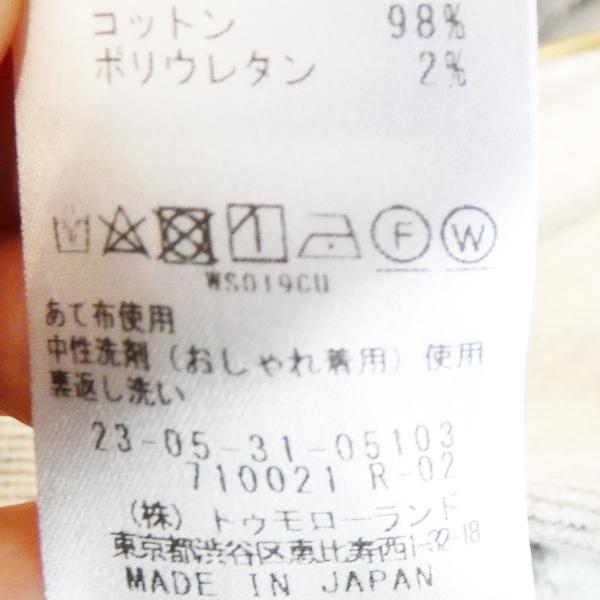 コットン 98%
ポリウレタン 2%
F W
WS019CU
あて布使用
中性洗剤（おしゃれ着用）使用
裏返し洗い
23-05-31-05103
710021 R-02
（株）トゥモローランド
東京都渋谷区恵比寿西1-32-18
MADE IN JAPAN